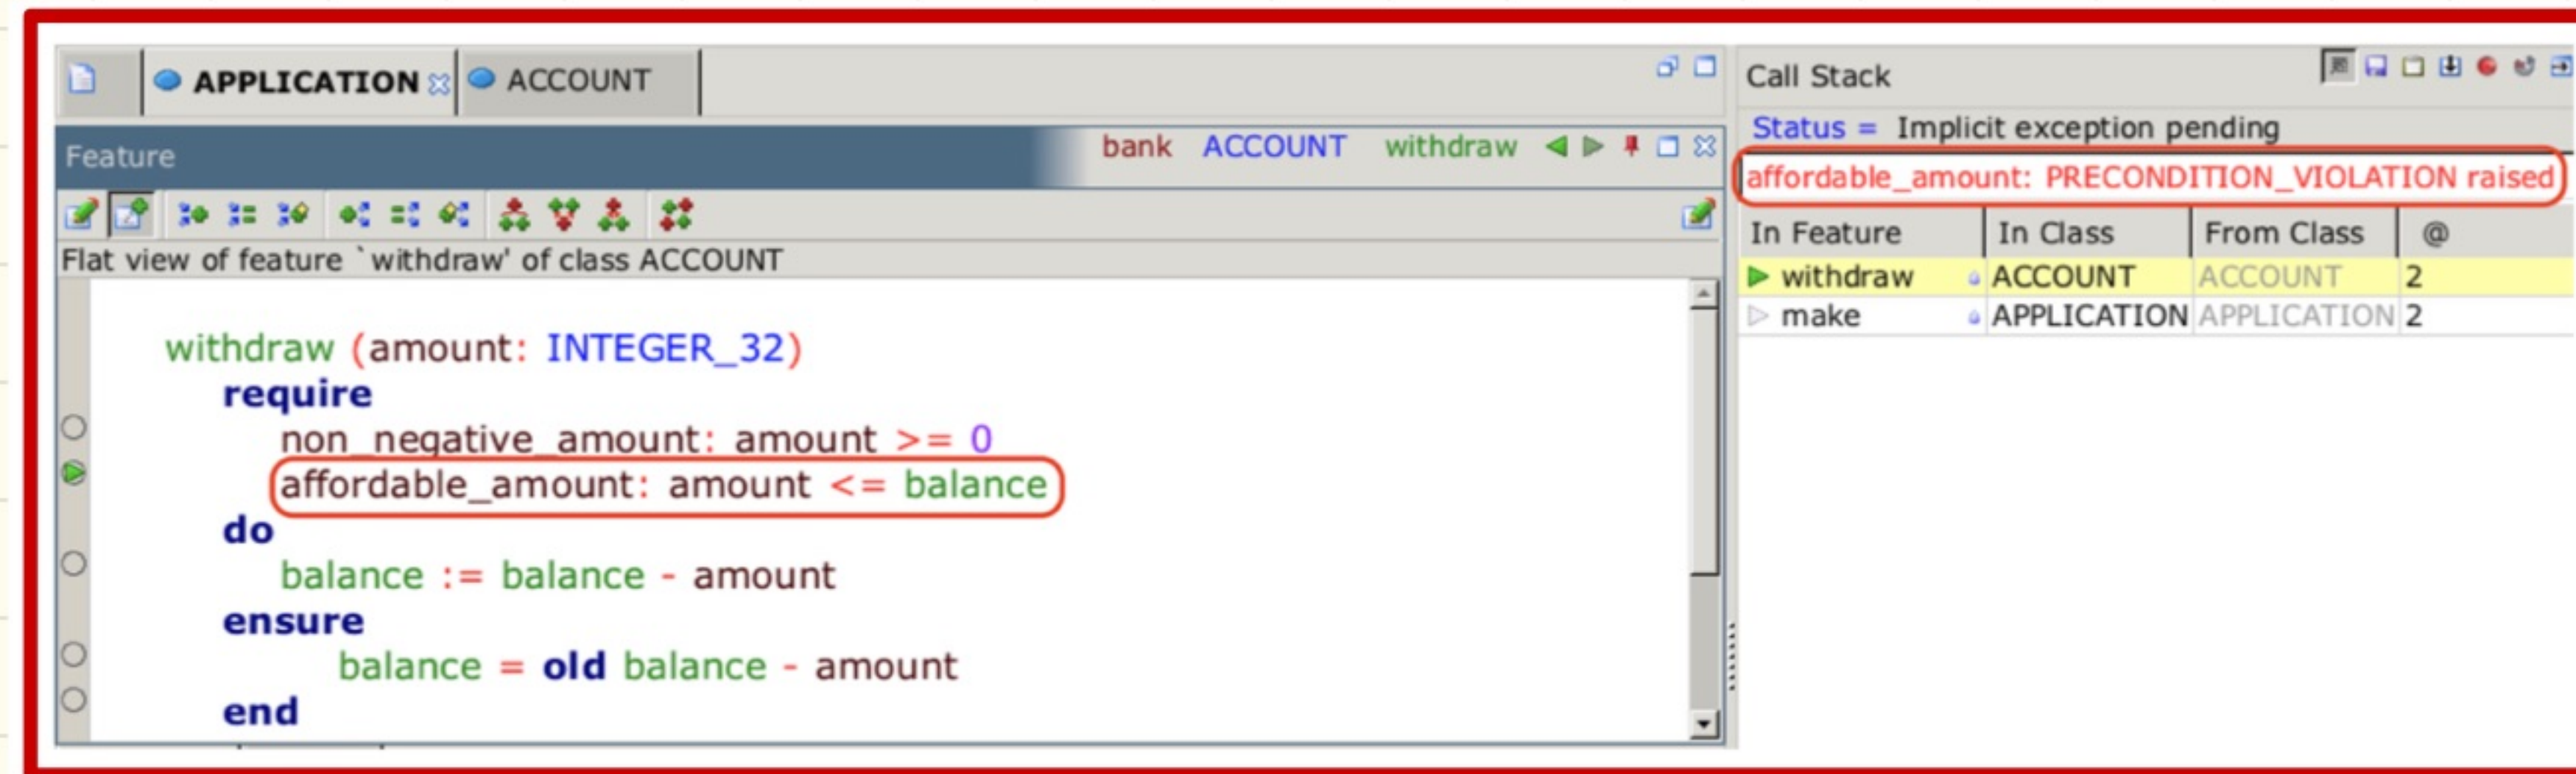 APPLICATION ACCOUNT
Feature bank ACCOUNT withdraw
Flat view of feature `withdraw' of class ACCOUNT
withdraw (amount: INTEGER_32)
require
non_negative_amount: amount >= 0
affordable_amount: amount <= balance
do
balance := balance - amount
ensure
balance = old balance - amount
end
Call Stack
Status = Implicit exception pending
affordable_amount: PRECONDITION_VIOLATION raised
In Feature In Class From Class @
withdraw ACCOUNT ACCOUNT 2
make APPLICATION APPLICATION 2